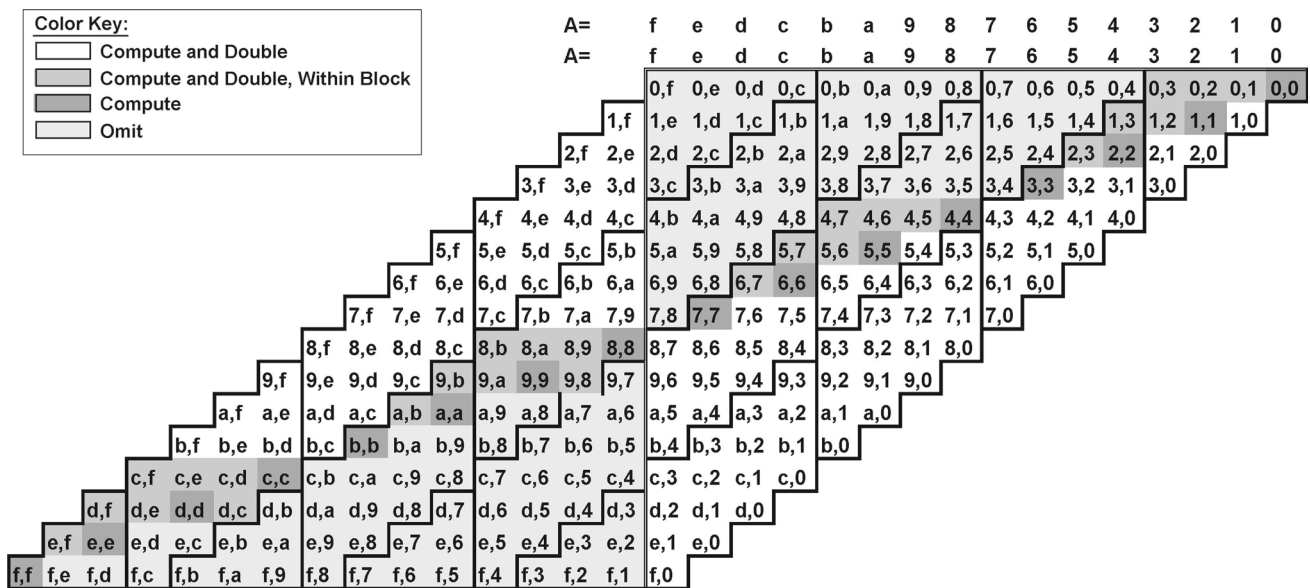 Color Key:
Compute and Double
Compute and Double, Within Block
Compute
Omit
A= f e d c b a 9 8 7 6 5 4 3 2 1 0
A= f e d c b a 9 8 7 6 5 4 3 2 1 0
0,f 0,e 0,d 0,c 0,b 0,a 0,9 0,8 0,7 0,6 0,5 0,4 0,3 0,2 0,1 0,0
1,f 1,e 1,d 1,c 1,b 1,a 1,9 1,8 1,7 1,6 1,5 1,4 1,3 1,2 1,1 1,0
2,f 2,e 2,d 2,c 2,b 2,a 2,9 2,8 2,7 2,6 2,5 2,4 2,3 2,2 2,1 2,0
3,f 3,e 3,d 3,c 3,b 3,a 3,9 3,8 3,7 3,6 3,5 3,4 3,3 3,2 3,1 3,0
4,f 4,e 4,d 4,c 4,b 4,a 4,9 4,8 4,7 4,6 4,5 4,4 4,3 4,2 4,1 4,0
5,f 5,e 5,d 5,c 5,b 5,a 5,9 5,8 5,7 5,6 5,5 5,4 5,3 5,2 5,1 5,0
6,f 6,e 6,d 6,c 6,b 6,a 6,9 6,8 6,7 6,6 6,5 6,4 6,3 6,2 6,1 6,0
7,f 7,e 7,d 7,c 7,b 7,a 7,9 7,8 7,7 7,6 7,5 7,4 7,3 7,2 7,1 7,0
8,f 8,e 8,d 8,c 8,b 8,a 8,9 8,8 8,7 8,6 8,5 8,4 8,3 8,2 8,1 8,0
9,f 9,e 9,d 9,c 9,b 9,a 9,9 9,8 9,7 9,6 9,5 9,4 9,3 9,2 9,1 9,0
a,f a,e a,d a,c a,b a,a a,9 a,8 a,7 a,6 a,5 a,4 a,3 a,2 a,1 a,0
b,f b,e b,d b,c b,b b,a b,9 b,8 b,7 b,6 b,5 b,4 b,3 b,2 b,1 b,0
c,f c,e c,d c,c c,b c,a c,9 c,8 c,7 c,6 c,5 c,4 c,3 c,2 c,1 c,0
d,f d,e d,d d,c d,b d,a d,9 d,8 d,7 d,6 d,5 d,4 d,3 d,2 d,1 d,0
e,f e,e e,d e,c e,b e,a e,9 e,8 e,7 e,6 e,5 e,4 e,3 e,2 e,1 e,0
f,f f,e f,d f,c f,b f,a f,9 f,8 f,7 f,6 f,5 f,4 f,3 f,2 f,1 f,0